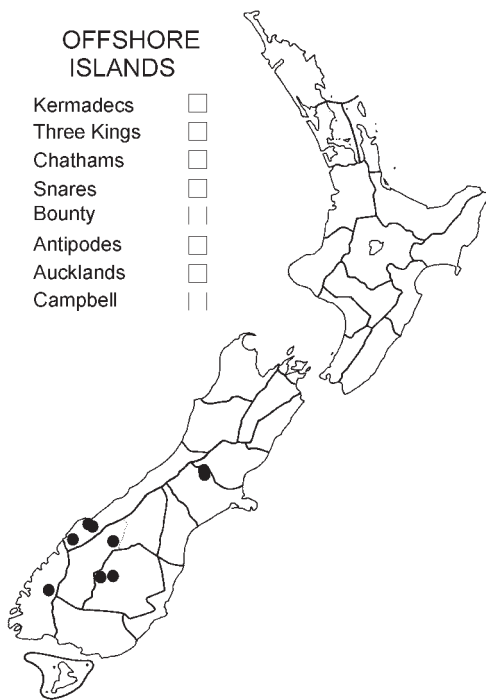 OFFSHORE
ISLANDS
Kermadecs
Three Kings
Chathams
Snares
Bounty
Antipodes
Aucklands
Campbell